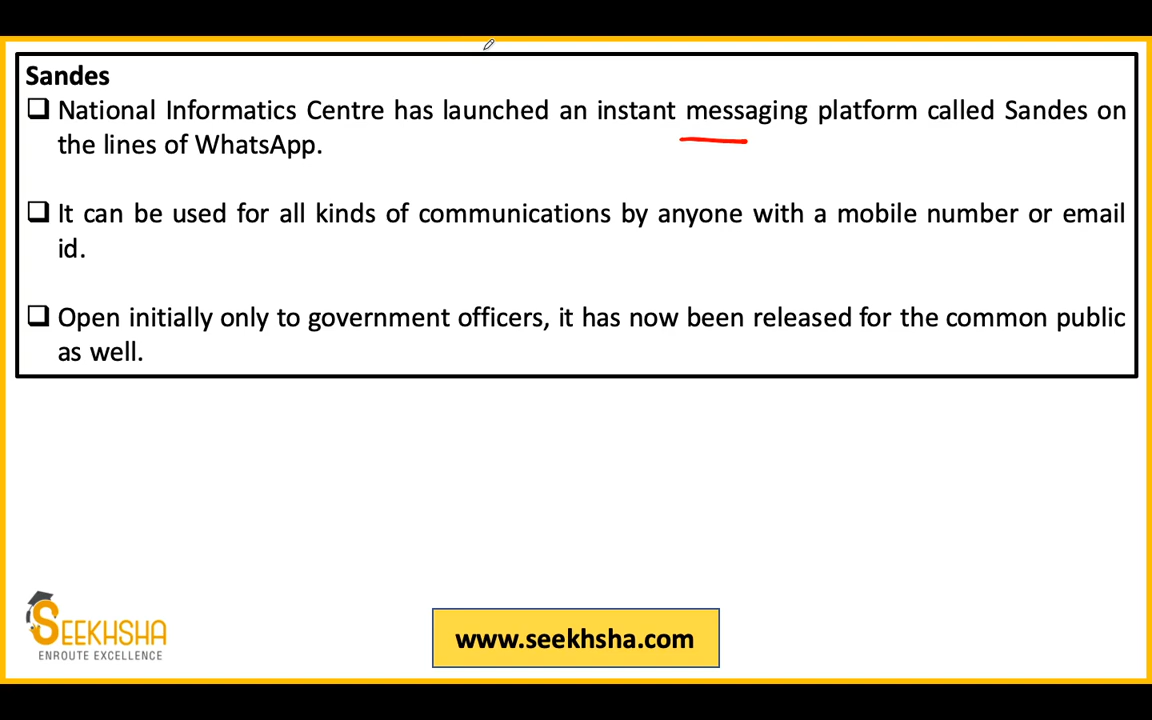 Sandes
National Informatics Centre has launched an instant messaging platform called Sandes on
the lines of WhatsApp.
It can be used for all kinds of communications by anyone with a mobile number or email
id.
Open initially only to government officers, it has now been released for the common public
as well.
SEEKHSHA
ENROUTE EXCELLENCE
www.seekhsha.com